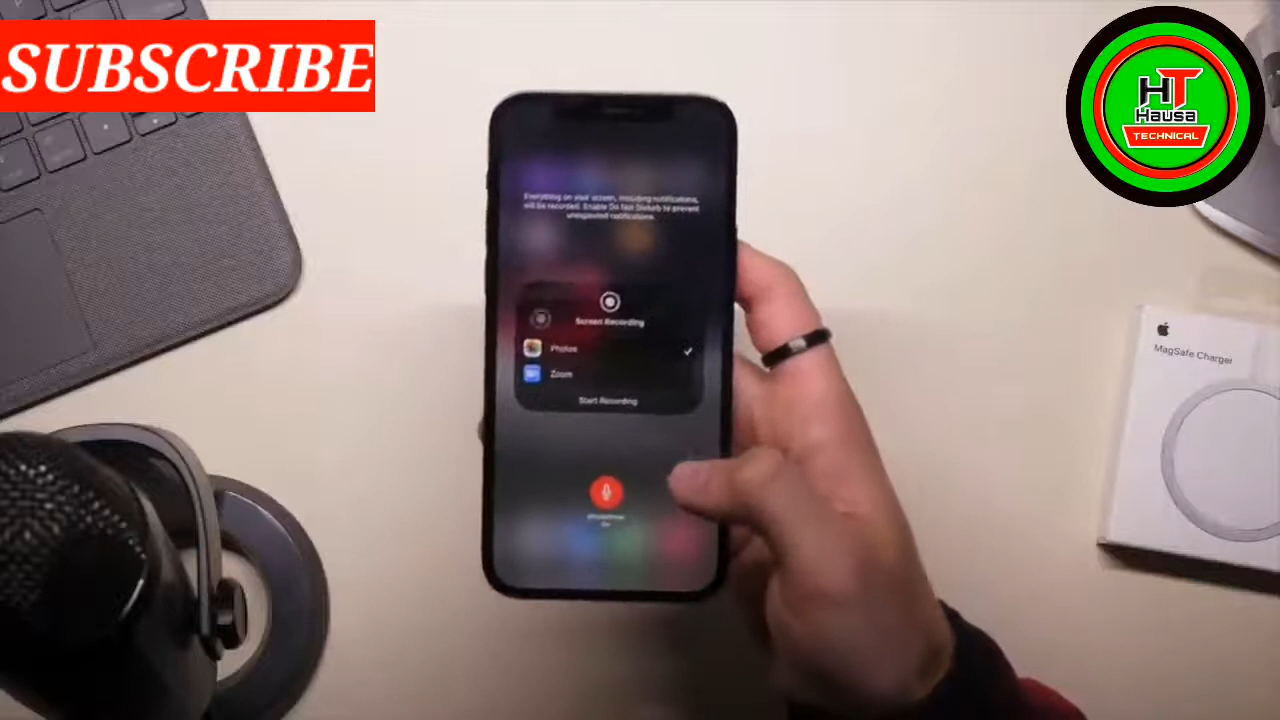 SUBSCRIBE
HT
Hausa
TECHNICAL
Everything on your screen, including notifications,
will be recorded. Enable Do Not Disturb to prevent
unexpected notifications.
Screen Recording
Photos
Zoom
Start Recording
MagSafe Charger